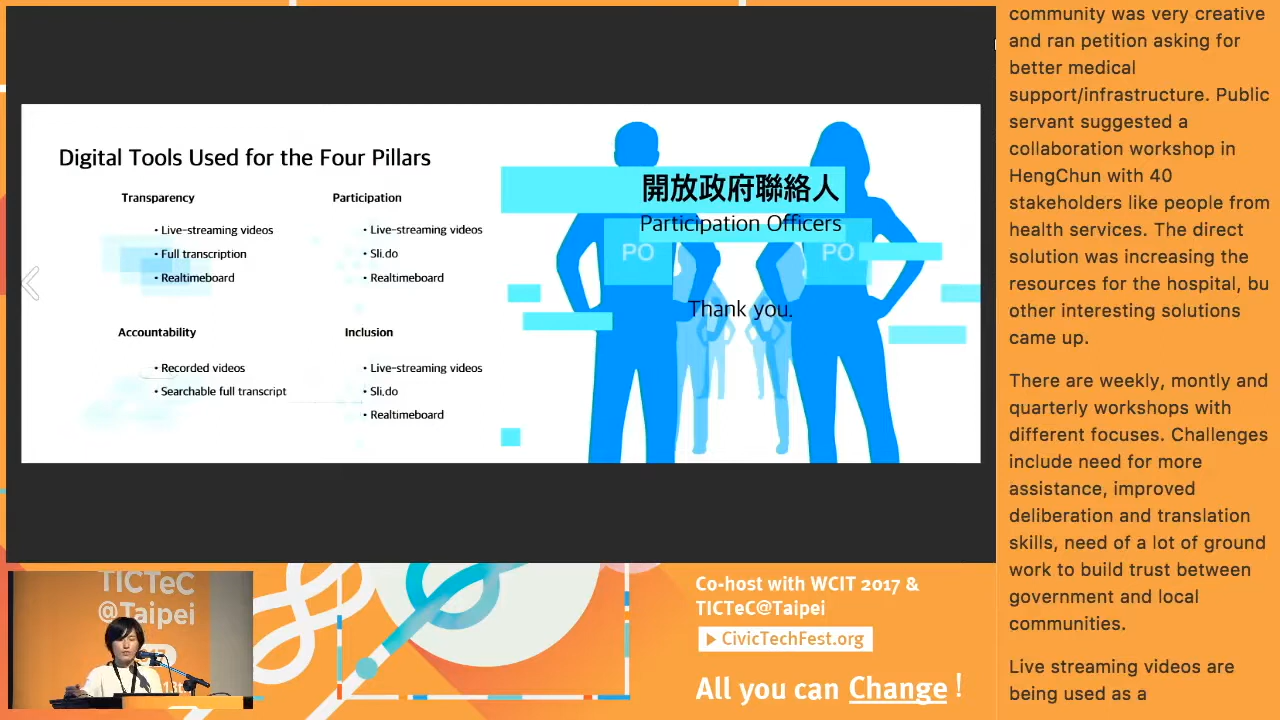 Digital Tools Used for the Four Pillars
Transparency
• Live-streaming videos
• Full transcription
• Realtimeboard
Participation
• Live-streaming videos
• Sli.do
• Realtimeboard
Accountability
• Recorded videos
• Searchable full transcript
Inclusion
• Live-streaming videos
• Sli.do
• Realtimeboard
開放政府聯絡人
Participation Officers
PO
PO
Thank you.
community was very creative
and ran petition asking for
better medical
support/infrastructure. Public
servant suggested a
collaboration workshop in
HengChun with 40
stakeholders like people from
health services. The direct
solution was increasing the
resources for the hospital, bu
other interesting solutions
came up.
There are weekly, montly and
quarterly workshops with
different focuses. Challenges
include need for more
assistance, improved
deliberation and translation
skills, need of a lot of ground
work to build trust between
government and local
communities.
Live streaming videos are
being used as a
TICTeC
@Taipei
Co-host with WCIT 2017 &
TICTeC@Taipei
CivicTechFest.org
All you can Change !